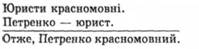 Юристи красномовні.
Петренко — юрист.
Отже, Петренко красномовний.